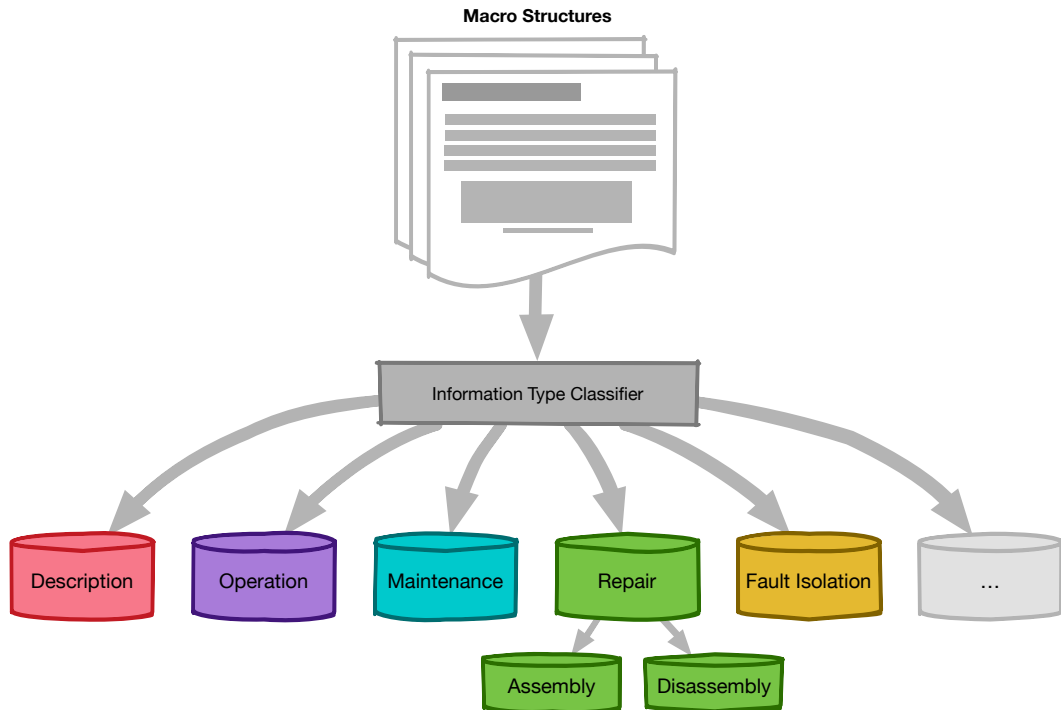 Macro Structures
Information Type Classifier
Description
Operation
Maintenance
Repair
Fault Isolation
...
Assembly
Disassembly